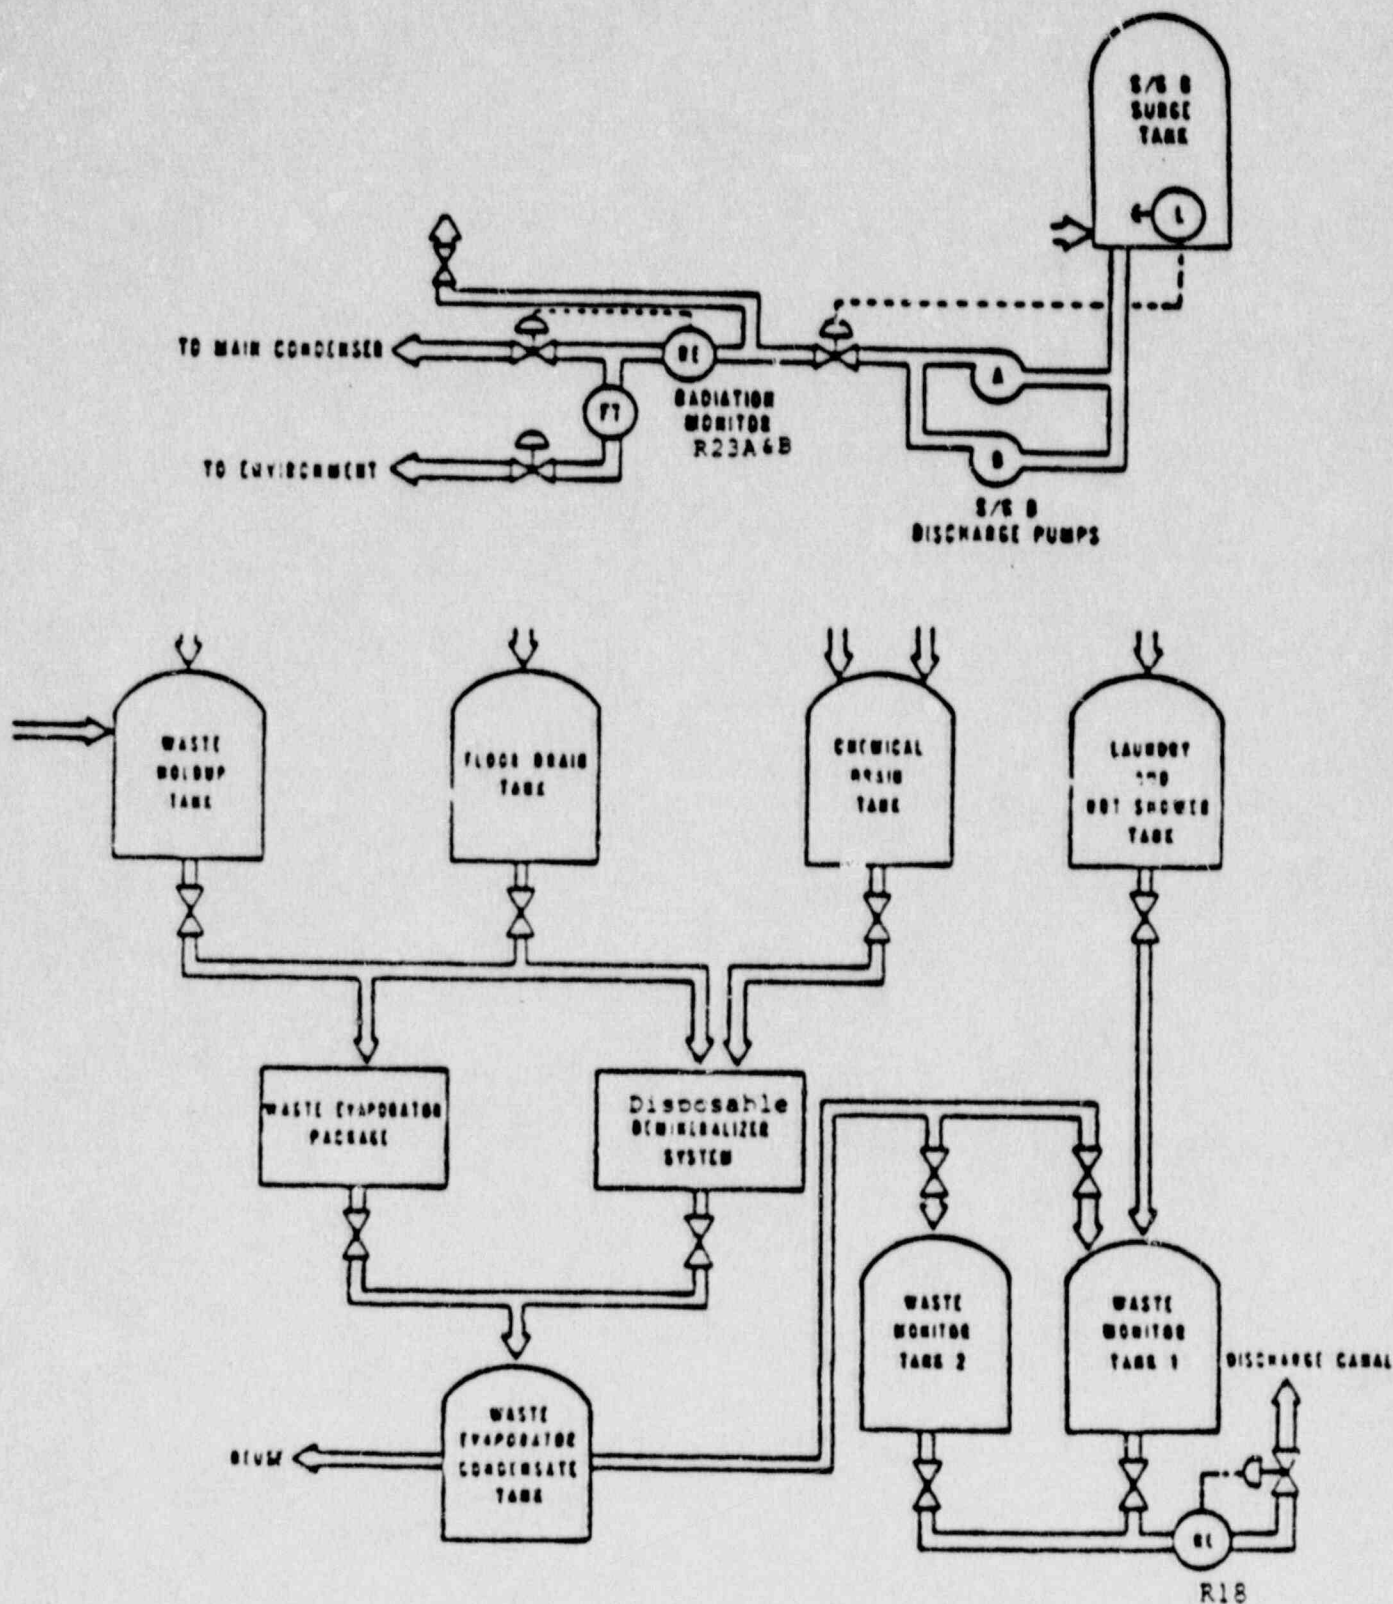 S/G B
SURGE
TANK
L
TO MAIN CONDENSER
RE
A
RADIATION
MONITOR
R23A&B
FT
TO ENVIRONMENT
B
S/G B
DISCHARGE PUMPS
WASTE
HOLDUP
TANK
FLOOR DRAIN
TANK
CHEMICAL
DRAIN
TANK
LAUNDRY
AND
HOT SHOWER
TANK
WASTE EVAPORATOR
PACKAGE
Disposable
DEMINERALIZER
SYSTEM
WASTE
MONITOR
TANK 2
WASTE
MONITOR
TANK 1
DISCHARGE CANAL
WASTE
EVAPORATOR
CONDENSATE
TANK
REUSE
RE
R18